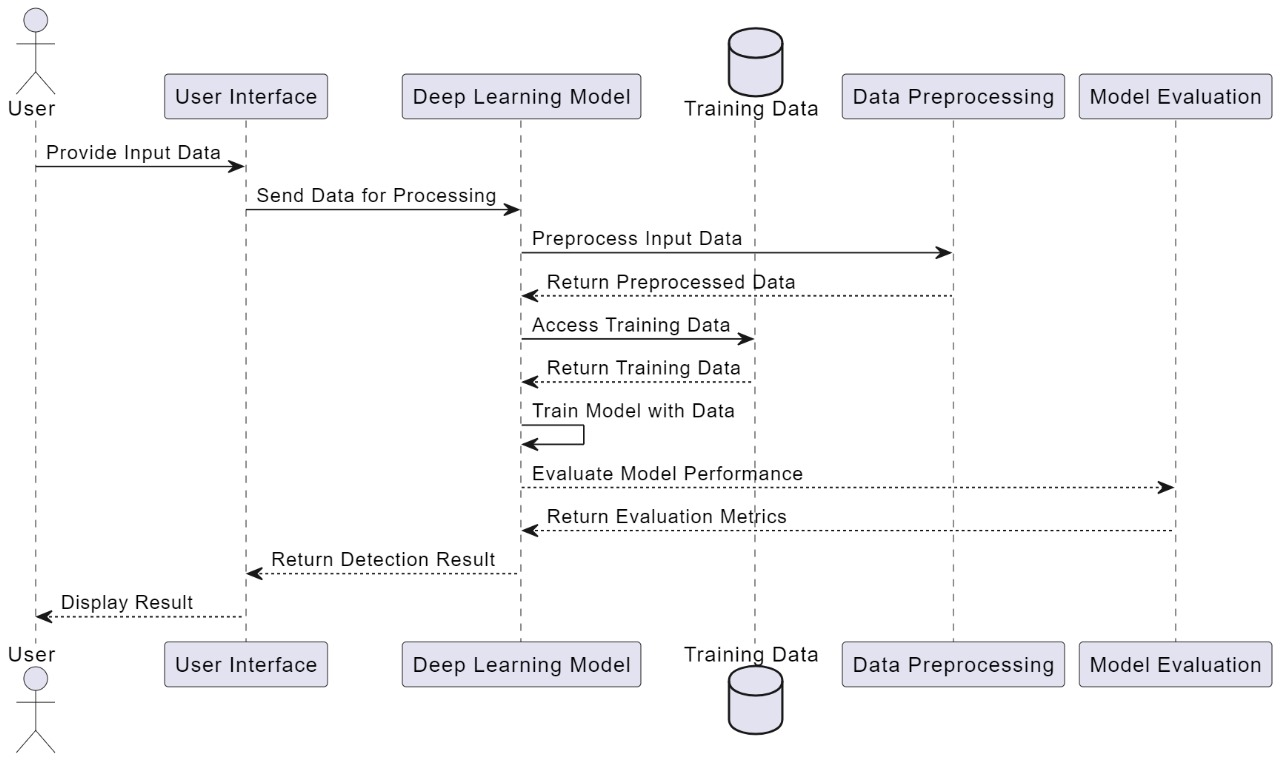 User
User Interface
Deep Learning Model
Training Data
Data Preprocessing
Model Evaluation
Provide Input Data
Send Data for Processing
Preprocess Input Data
Return Preprocessed Data
Access Training Data
Return Training Data
Train Model with Data
Evaluate Model Performance
Return Evaluation Metrics
Return Detection Result
Display Result
User
User Interface
Deep Learning Model
Training Data
Data Preprocessing
Model Evaluation